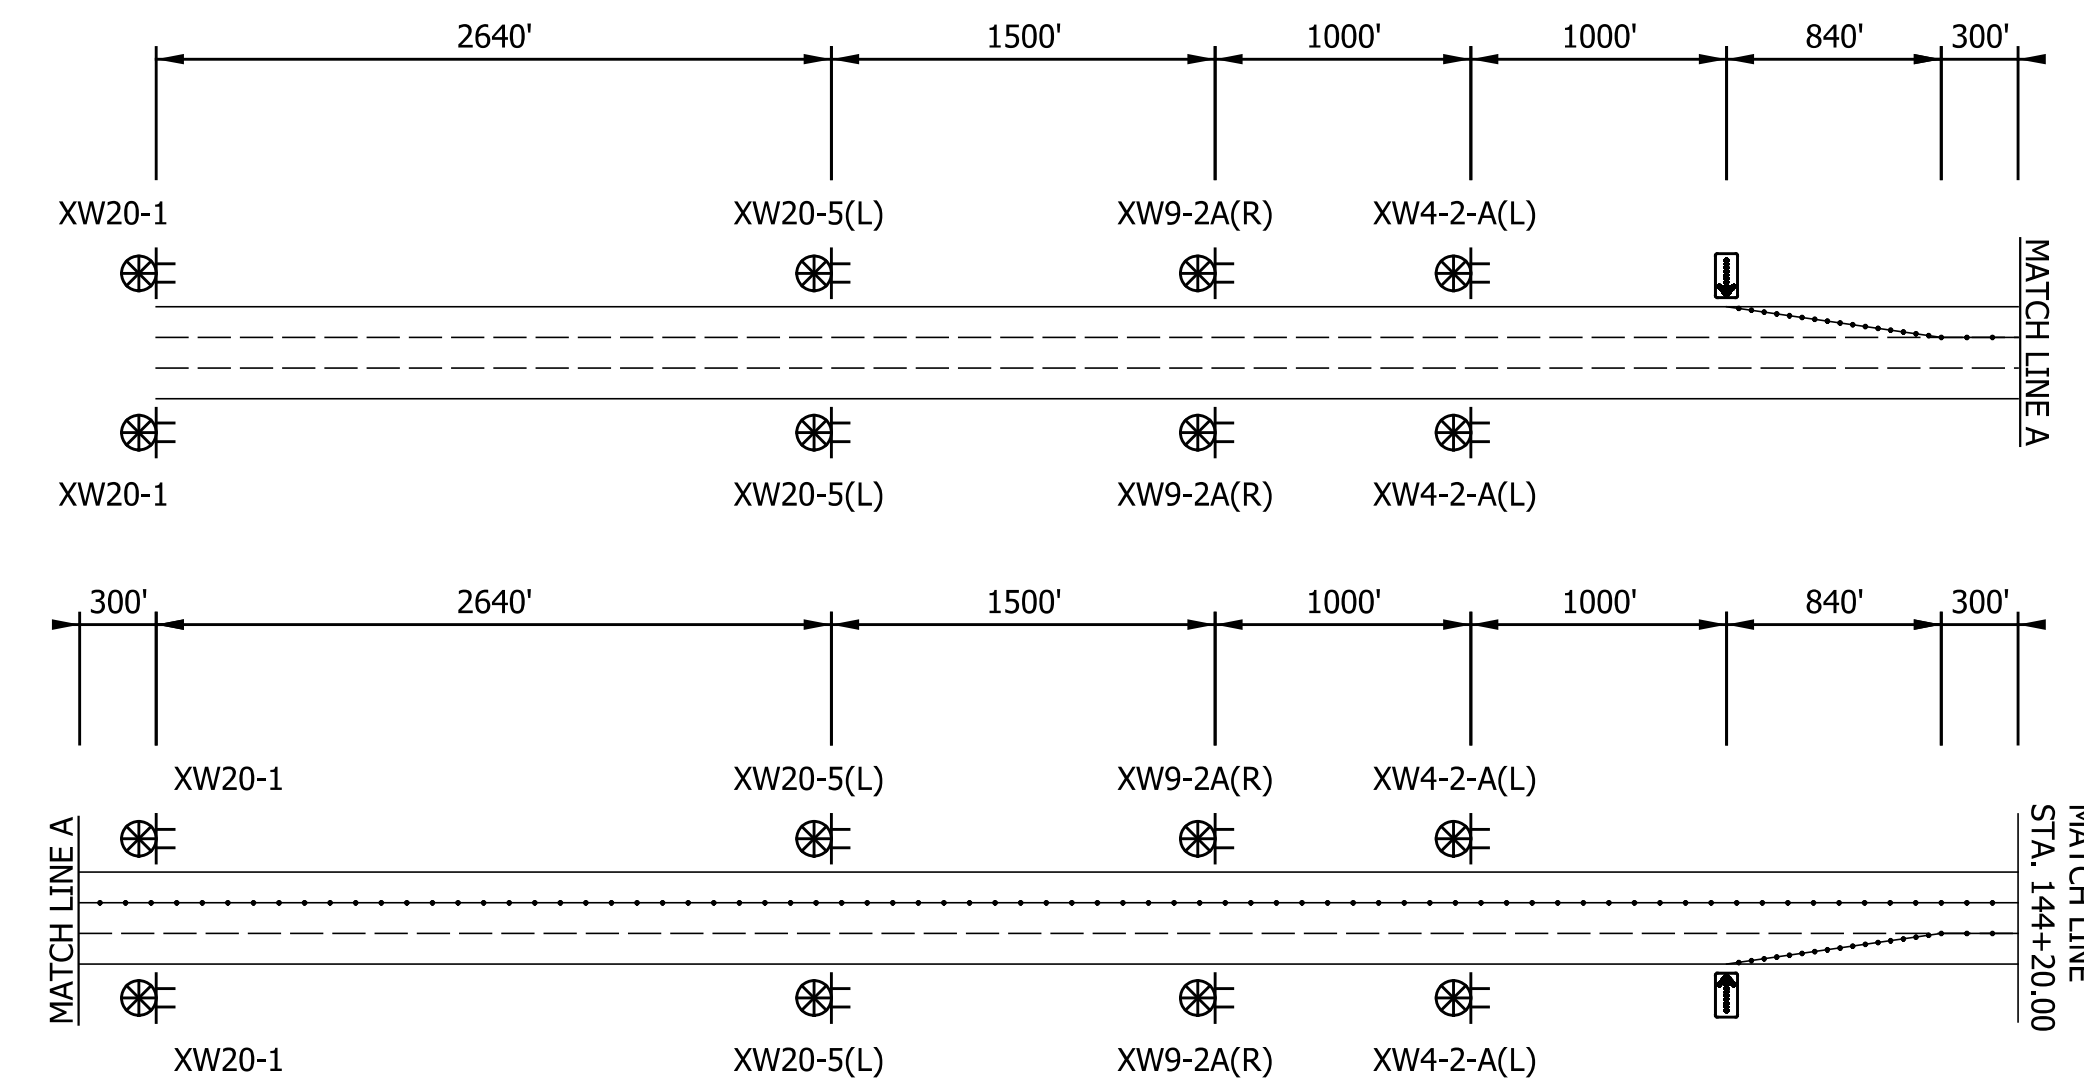 2640' 1500' 1000' 1000' 840' 300'
XW20-1 XW20-5(L) XW9-2A(R) XW4-2-A(L)
MATCH LINE A
XW20-1 XW20-5(L) XW9-2A(R) XW4-2-A(L)
300' 2640' 1500' 1000' 1000' 840' 300'
XW20-1 XW20-5(L) XW9-2A(R) XW4-2-A(L)
MATCH LINE A
MATCH LINE
STA. 144+20.00
XW20-1 XW20-5(L) XW9-2A(R) XW4-2-A(L)